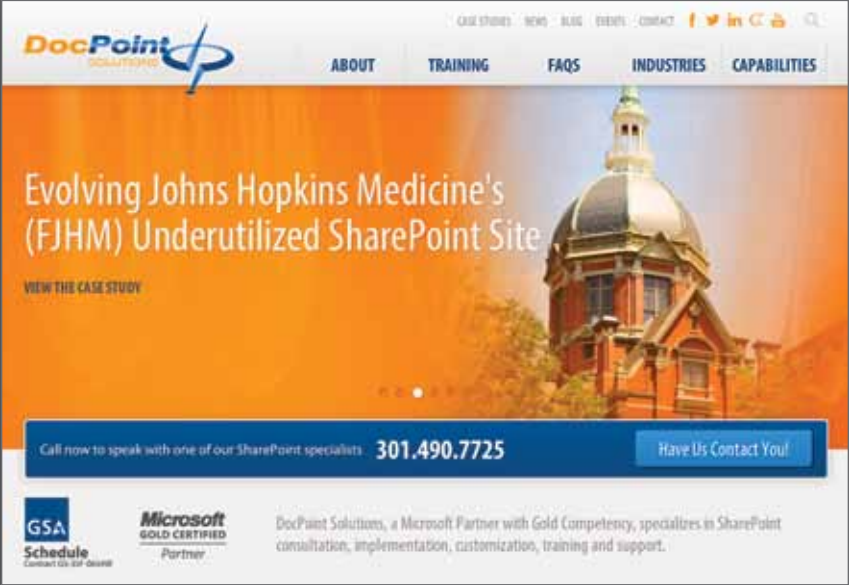 CASE STUDIES NEWS BLOG EVENTS CONTACT
DocPoint
SOLUTIONS
ABOUT TRAINING FAQS INDUSTRIES CAPABILITIES
Evolving Johns Hopkins Medicine's
(FJHM) Underutilized SharePoint Site
VIEW THE CASE STUDY
Call now to speak with one of our SharePoint specialists 301.490.7725 Have Us Contact You!
GSA
Schedule
Contract
Microsoft
GOLD CERTIFIED
Partner
DocPoint Solutions, a Microsoft Partner with Gold Competency, specializes in SharePoint
consultation, implementation, customization, training and support.